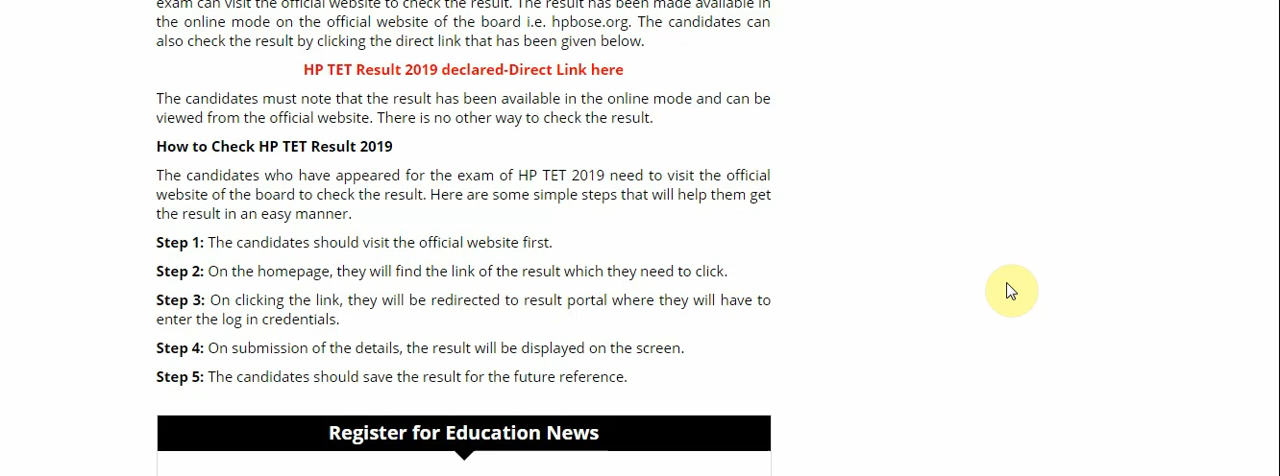 exam can visit the official website to check the result. The result has been made available in
the online mode on the official website of the board i.e. hpbose.org. The candidates can
also check the result by clicking the direct link that has been given below.
HP TET Result 2019 declared-Direct Link here
The candidates must note that the result has been available in the online mode and can be
viewed from the official website. There is no other way to check the result.
How to Check HP TET Result 2019
The candidates who have appeared for the exam of HP TET 2019 need to visit the official
website of the board to check the result. Here are some simple steps that will help them get
the result in an easy manner.
Step 1: The candidates should visit the official website first.
Step 2: On the homepage, they will find the link of the result which they need to click.
Step 3: On clicking the link, they will be redirected to result portal where they will have to
enter the log in credentials.
Step 4: On submission of the details, the result will be displayed on the screen.
Step 5: The candidates should save the result for the future reference.
Register for Education News